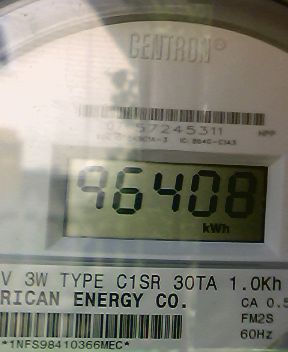 CENTRON®
57245311
HPP
96408
kWh
V 3W TYPE C1SR 30TA 1.0Kh
RICAN ENERGY CO.
CA 0.5
FM2S
60Hz
*1NFS98410366MEC*